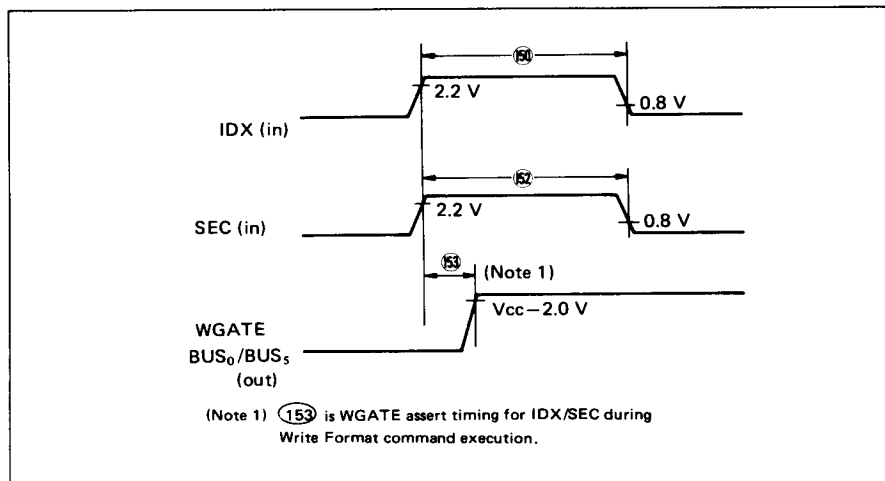 150
2.2 V
0.8 V
IDX (in)
152
2.2 V
0.8 V
SEC (in)
153
(Note 1)
Vcc−2.0 V
WGATE
BUS₀/BUS₅
(out)
(Note 1) 153 is WGATE assert timing for IDX/SEC during
Write Format command execution.